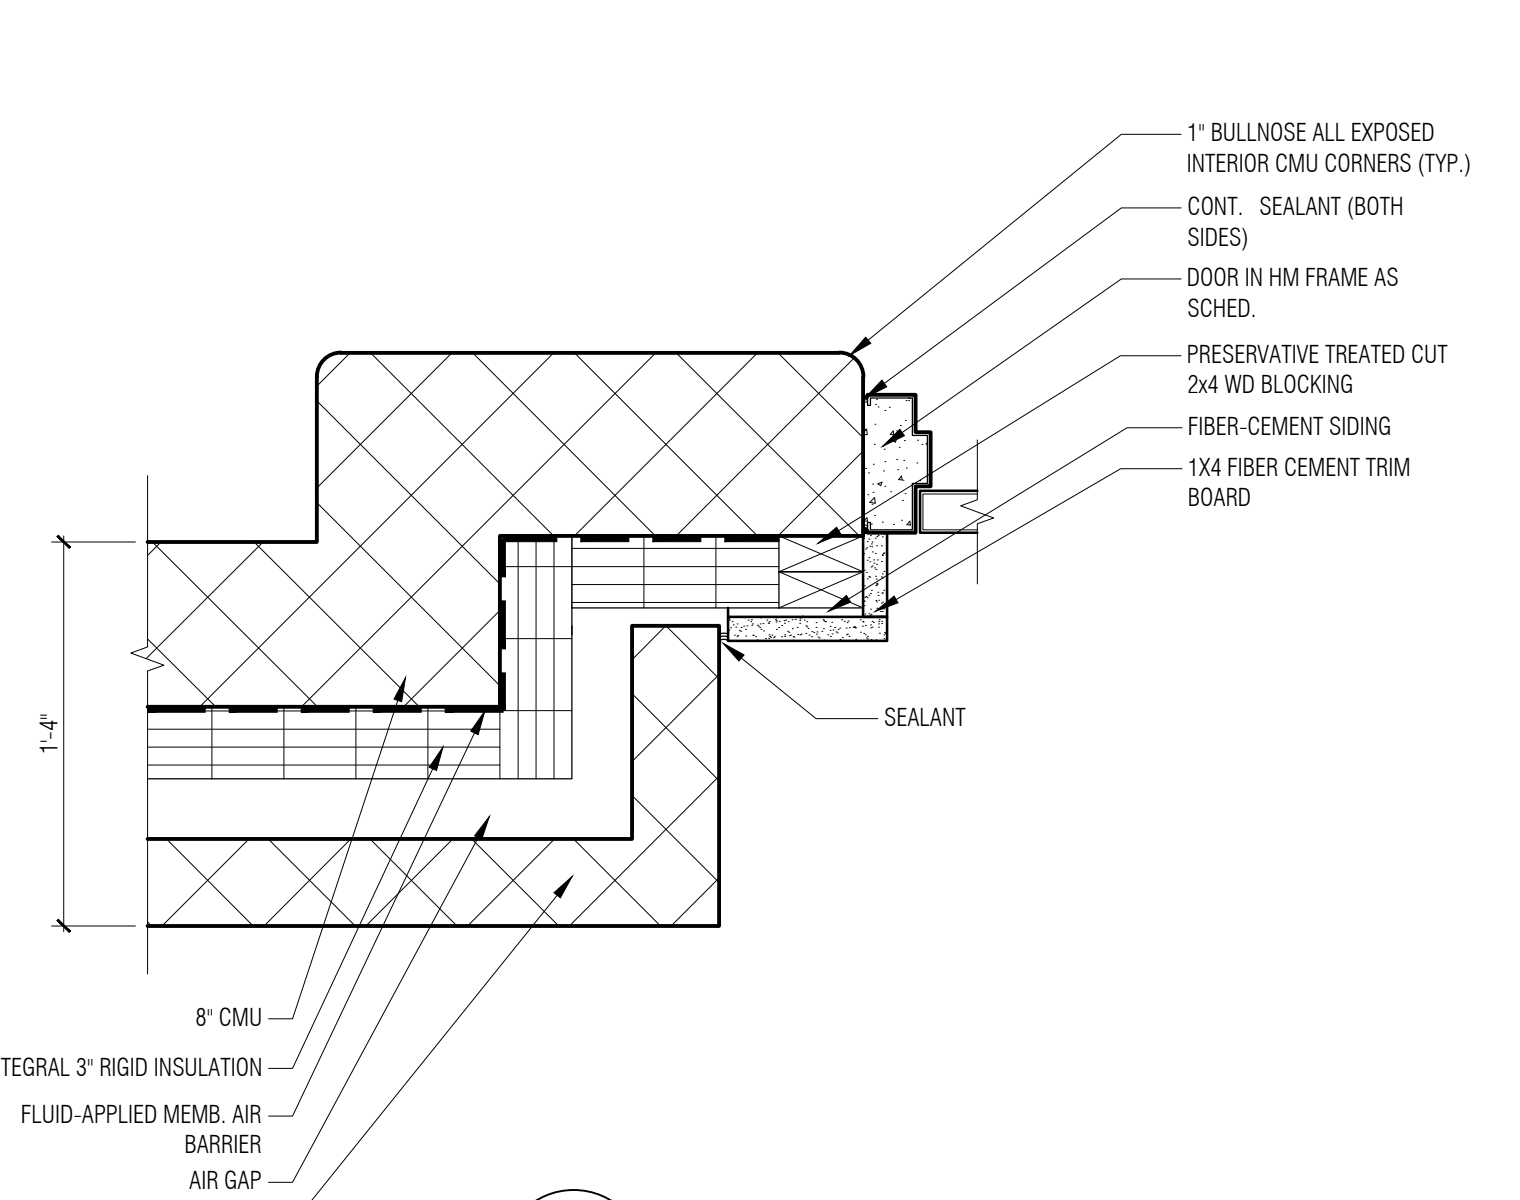 1" BULLNOSE ALL EXPOSED
INTERIOR CMU CORNERS (TYP.)
CONT. SEALANT (BOTH
SIDES)
DOOR IN HM FRAME AS
SCHED.
PRESERVATIVE TREATED CUT
2x4 WD BLOCKING
FIBER-CEMENT SIDING
1X4 FIBER CEMENT TRIM
BOARD
SEALANT
1'-4"
8" CMU
TEGRAL 3" RIGID INSULATION
FLUID-APPLIED MEMB. AIR
BARRIER
AIR GAP